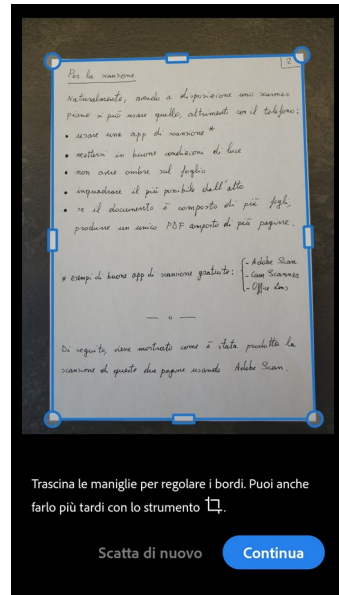 2
Per la scansione
Naturalmente, avendo a disposizione uno scanner
piano si può usare quello, altrimenti con il telefono:
• usare una app di scansione *
• mettersi in buone condizioni di luce
• non avere ombre sul foglio
• inquadrare il più possibile dall'alto
• se il documento è composto di più fogli,
produrre un unico PDF composto di più pagine.
* esempi di buone app di scansione gratuite: { - Adobe Scan
- Cam Scanner
- Office Lens
— o —
Di seguito, viene mostrato come è stata prodotta la
scansione di queste due pagine usando Adobe Scan.
Trascina le maniglie per regolare i bordi. Puoi anche
farlo più tardi con lo strumento .
Scatta di nuovo
Continua